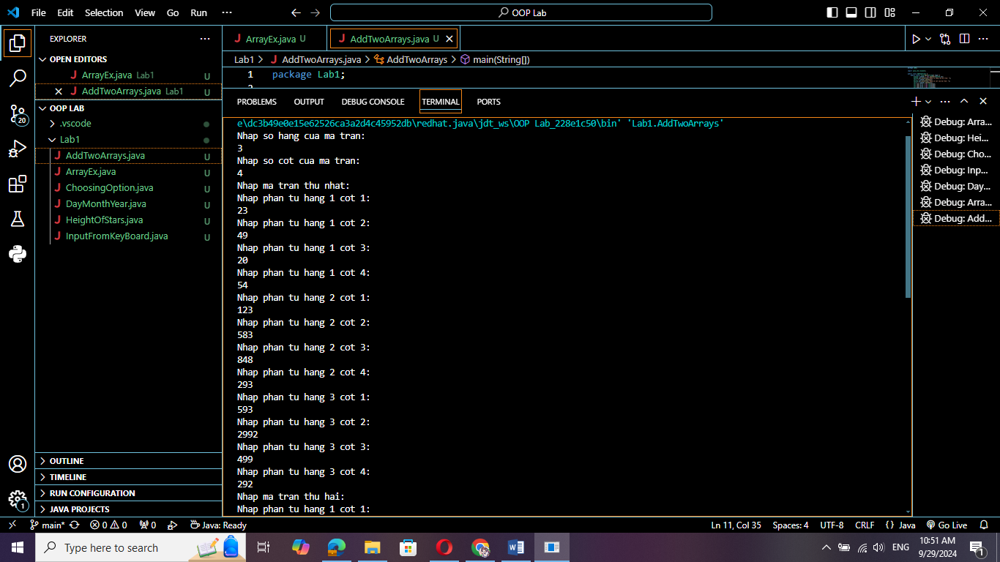 File Edit Selection View Go Run ··· OOP Lab
EXPLORER ···
OPEN EDITORS
ArrayEx.java Lab1 U
AddTwoArrays.java Lab1 U
OOP LAB
.vscode
Lab1
AddTwoArrays.java U
ArrayEx.java U
ChoosingOption.java U
DayMonthYear.java U
HeightOfStars.java U
InputFromKeyBoard.java U
OUTLINE
TIMELINE
RUN CONFIGURATION
JAVA PROJECTS
20
1
ArrayEx.java U AddTwoArrays.java U
Lab1 > AddTwoArrays.java > AddTwoArrays > main(String[])
1 package Lab1;
PROBLEMS OUTPUT DEBUG CONSOLE TERMINAL PORTS
e\dc3b49e0e15e62526ca3a2d4c45952db\redhat.java\jdt_ws\OOP Lab_228e1c50\bin' 'Lab1.AddTwoArrays'
Nhap so hang cua ma tran:
3
Nhap so cot cua ma tran:
4
Nhap ma tran thu nhat:
Nhap phan tu hang 1 cot 1:
23
Nhap phan tu hang 1 cot 2:
49
Nhap phan tu hang 1 cot 3:
20
Nhap phan tu hang 1 cot 4:
54
Nhap phan tu hang 2 cot 1:
123
Nhap phan tu hang 2 cot 2:
583
Nhap phan tu hang 2 cot 3:
848
Nhap phan tu hang 2 cot 4:
293
Nhap phan tu hang 3 cot 1:
593
Nhap phan tu hang 3 cot 2:
2992
Nhap phan tu hang 3 cot 3:
499
Nhap phan tu hang 3 cot 4:
292
Nhap ma tran thu hai:
Nhap phan tu hang 1 cot 1:
Debug: Arra...
Debug: Hei...
Debug: Cho...
Debug: Inp...
Debug: Day...
Debug: Arra...
Debug: Add...
main* 0 0 0 Java: Ready Ln 11, Col 35 Spaces: 4 UTF-8 CRLF {} Java Go Live
Type here to search ENG 10:51 AM
9/29/2024 1